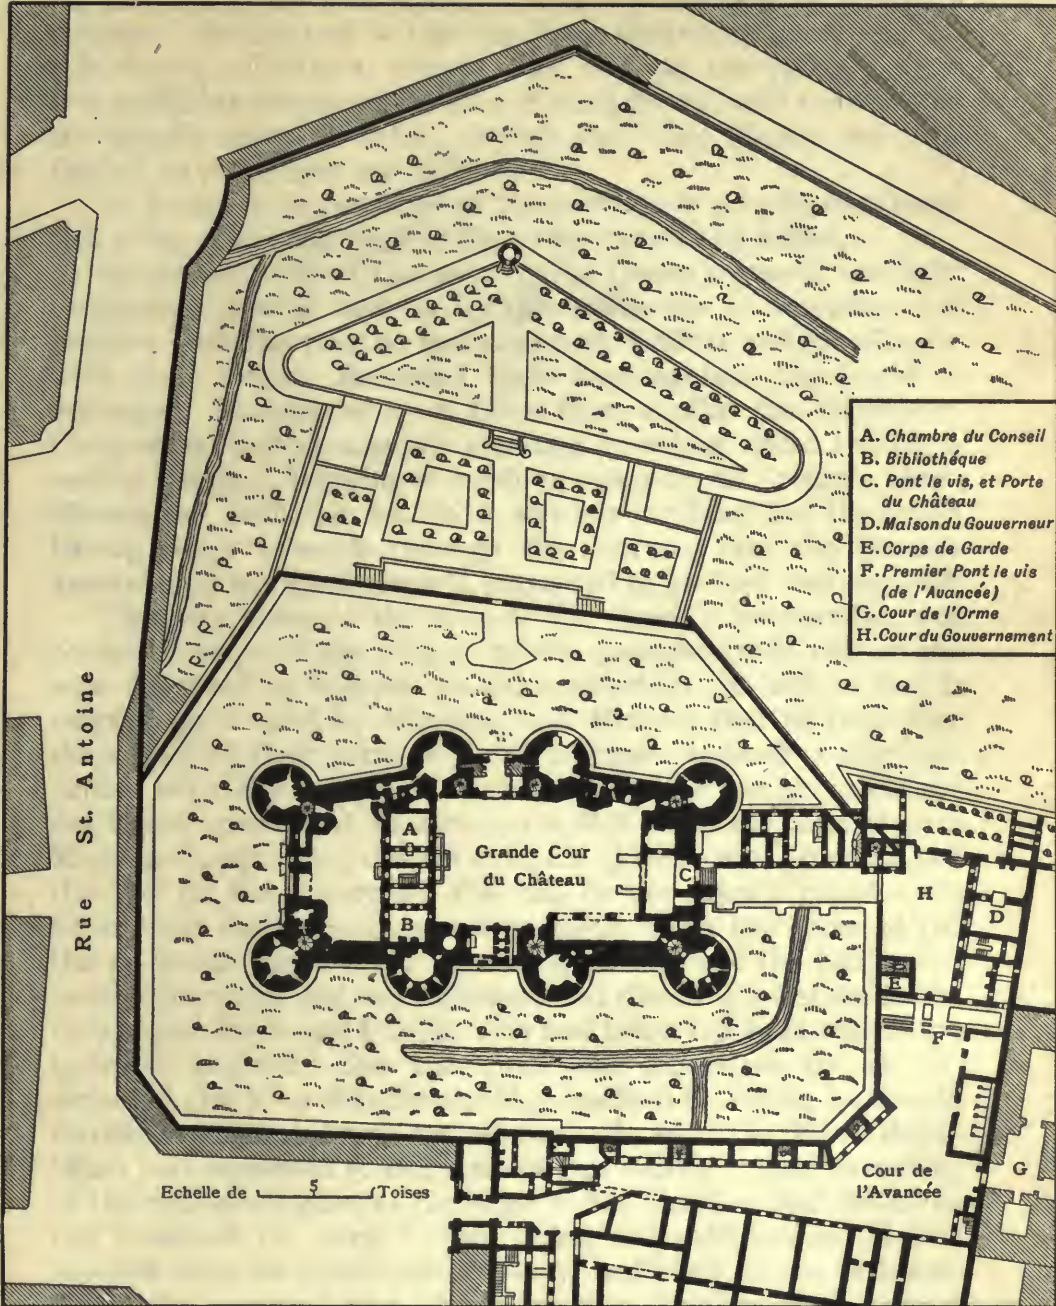 A. Chambre du Conseil
B. Bibliothéque
C. Pont le vis, et Porte
du Château
D. Maison du Gouverneur
E. Corps de Garde
F. Premier Pont le vis
(de l'Avancée)
G. Cour de l'Orme
H. Cour du Gouvernement
Rue St. Antoine
A
Grande Cour
du Château
C
B
H
D
E
F
G
Cour de
l'Avancée
Echelle de 5 Toises